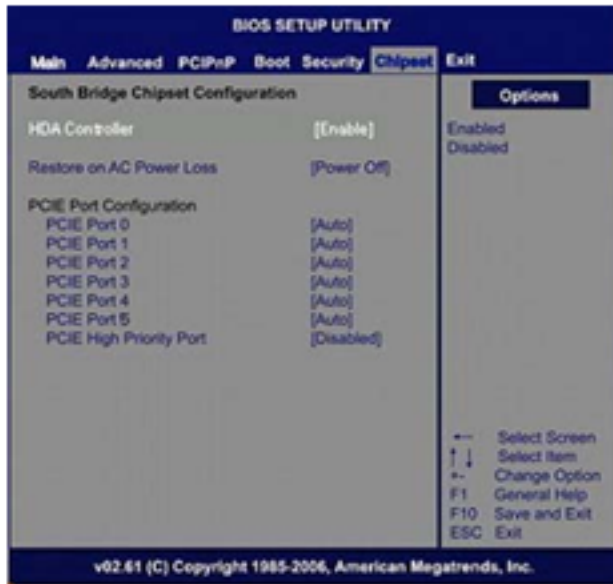 BIOS SETUP UTILITY
Main Advanced PCIPnP Boot Security Chipset Exit
South Bridge Chipset Configuration
HDA Controller [Enable]
Restore on AC Power Loss [Power Off]
PCIE Port Configuration
PCIE Port 0 [Auto]
PCIE Port 1 [Auto]
PCIE Port 2 [Auto]
PCIE Port 3 [Auto]
PCIE Port 4 [Auto]
PCIE Port 5 [Auto]
PCIE High Priority Port [Disabled]
Options
Enabled
Disabled
← Select Screen
↑↓ Select Item
+- Change Option
F1 General Help
F10 Save and Exit
ESC Exit
v02.61 (C) Copyright 1985-2006, American Megatrends, Inc.